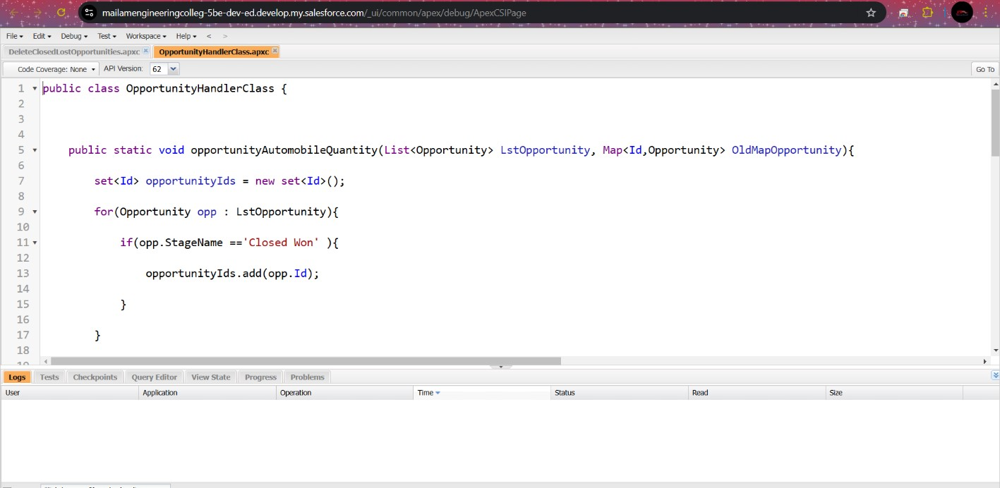 mailamengineeringcolleg-5be-dev-ed.develop.my.salesforce.com/_ui/common/apex/debug/ApexCSIPage
File Edit Debug Test Workspace Help < >
DeleteClosedLostOpportunities.apxc OpportunityHandlerClass.apxc
Code Coverage: None API Version: 62 Go To
1 public class OpportunityHandlerClass {
2
3
4
5 public static void opportunityAutomobileQuantity(List<Opportunity> LstOpportunity, Map<Id,Opportunity> OldMapOpportunity){
6
7 set<Id> opportunityIds = new set<Id>();
8
9 for(Opportunity opp : LstOpportunity){
10
11 if(opp.StageName =='Closed Won' ){
12
13 opportunityIds.add(opp.Id);
14
15 }
16
17 }
18
19
Logs Tests Checkpoints Query Editor View State Progress Problems
User Application Operation Time Status Read Size